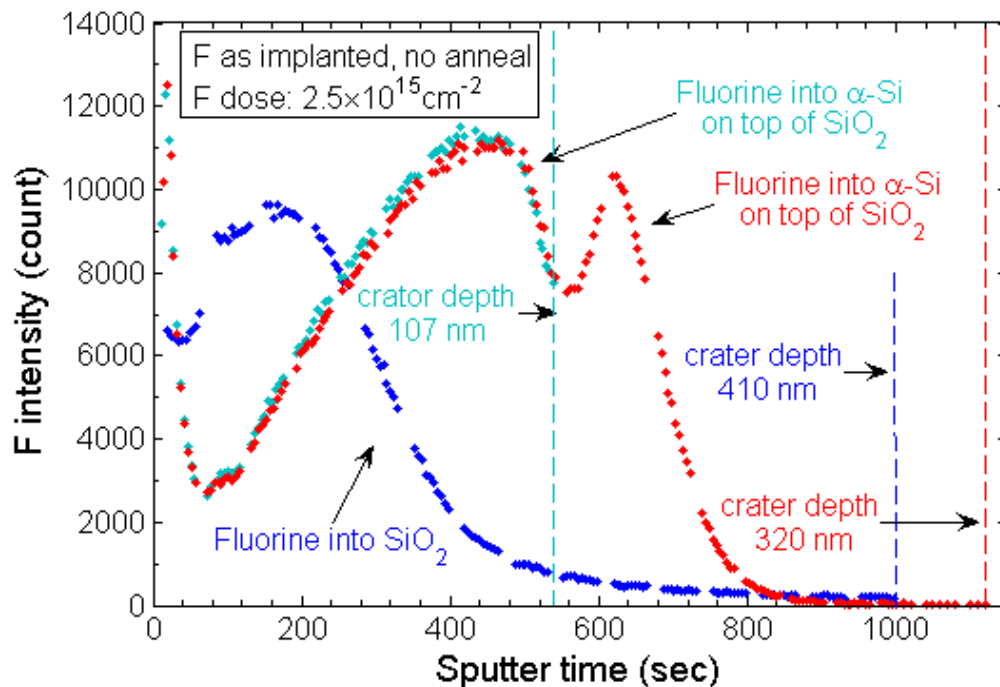 14000
12000
10000
8000
6000
4000
2000
0
F intensity (count)
F as implanted, no anneal
F dose: 2.5×10¹⁵cm⁻²
Fluorine into α-Si
on top of SiO₂
Fluorine into α-Si
on top of SiO₂
crator depth
107 nm
crater depth
410 nm
Fluorine into SiO₂
crater depth
320 nm
0
200
400
600
800
1000
Sputter time (sec)